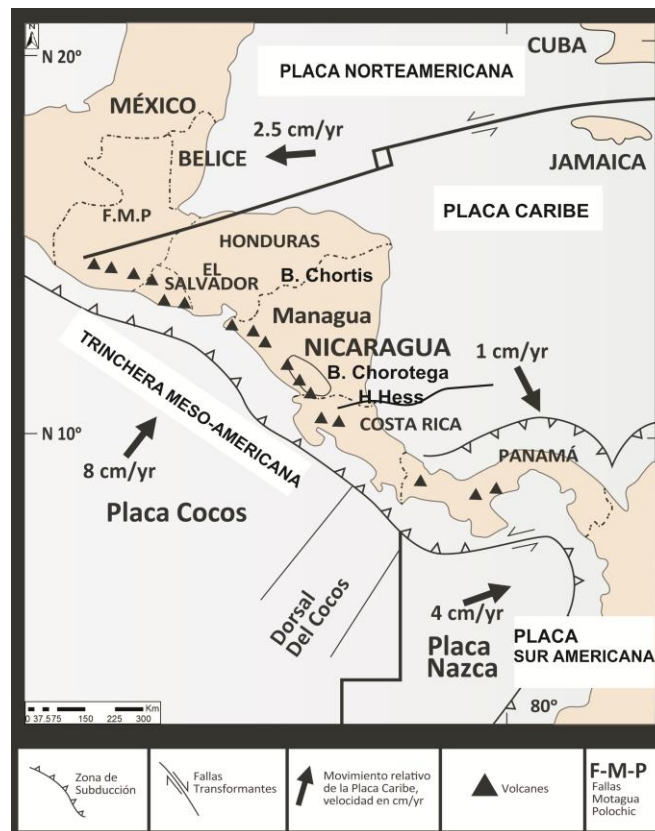 CUBA
N 20°
PLACA NORTEAMERICANA
MÉXICO
2.5 cm/yr
BELICE
JAMAICA
PLACA CARIBE
F.M.P
HONDURAS
EL
SALVADOR
B. Chortis
Managua
NICARAGUA
1 cm/yr
B. Chorotega
H.Hess
COSTA RICA
TRINCHERA MESO-AMERICANA
N 10°
PANAMÁ
8 cm/yr
Placa Cocos
Dorsal
Del Cocos
4 cm/yr
Placa
Nazca
PLACA
SUR AMERICANA
80°
Km
0 37.575 150 225 300
Zona de
Subducción
Fallas
Transformantes
Movimiento relativo
de la Placa Caribe,
velocidad en cm/yr
Volcanes
F-M-P
Fallas
Motagua
Polochic